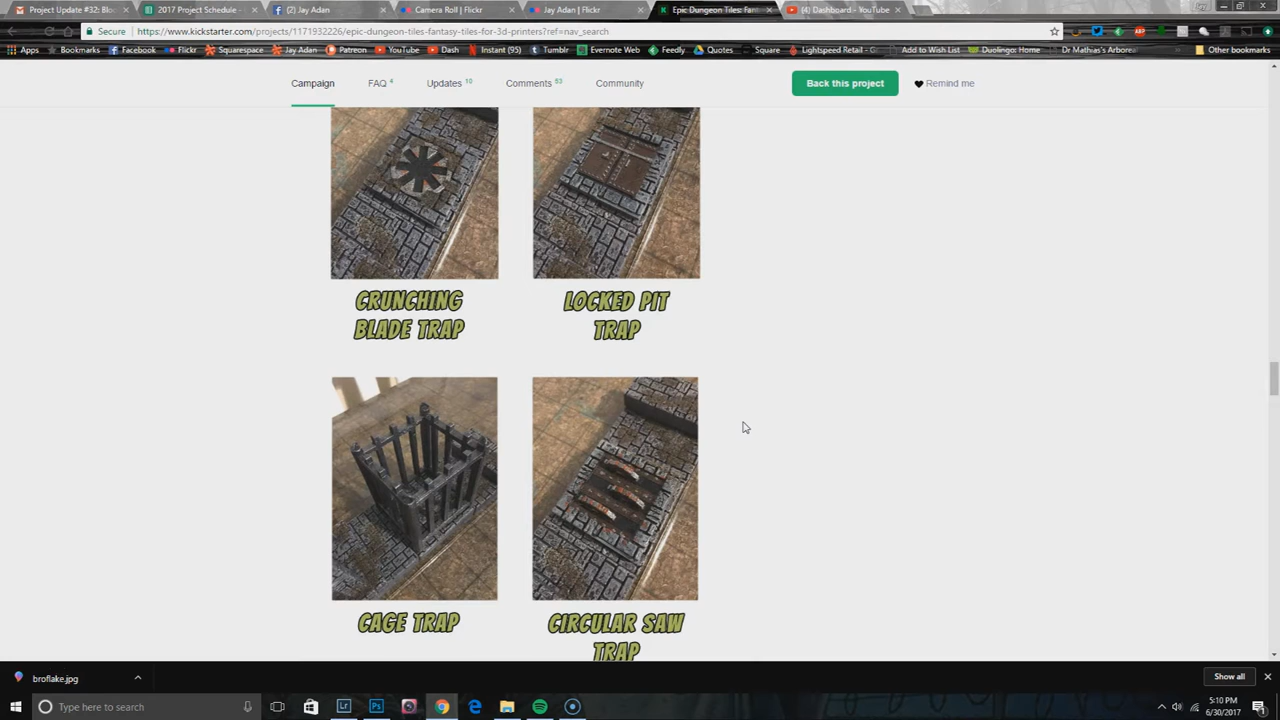 Project Update #32: Blo
2017 Project Schedule -
(2) Jay Adan
Camera Roll | Flickr
Jay Adan | Flickr
Epic Dungeon Tiles: Fant
(4) Dashboard - YouTube
Secure
https://www.kickstarter.com/projects/1171932226/epic-dungeon-tiles-fantasy-tiles-for-3d-printers?ref=nav_search
Apps
Bookmarks
Facebook
Flickr
Squarespace
Patreon
YouTube
Dash
Instant (95)
Tumblr
Evernote Web
Feedly
Quotes
Square
Lightspeed Retail - L
Add to Wish List
Duolingo: Home
Dr Mathias's Arbore
Other bookmarks
Campaign
FAQ 4
Updates 10
Comments 53
Community
Back this project
Remind me
CRUNCHING
BLADE TRAP
LOCKED PIT
TRAP
CAGE TRAP
CIRCULAR SAW
TRAP
broflake.jpg
Show all
Type here to search
5:10 PM
6/30/2017